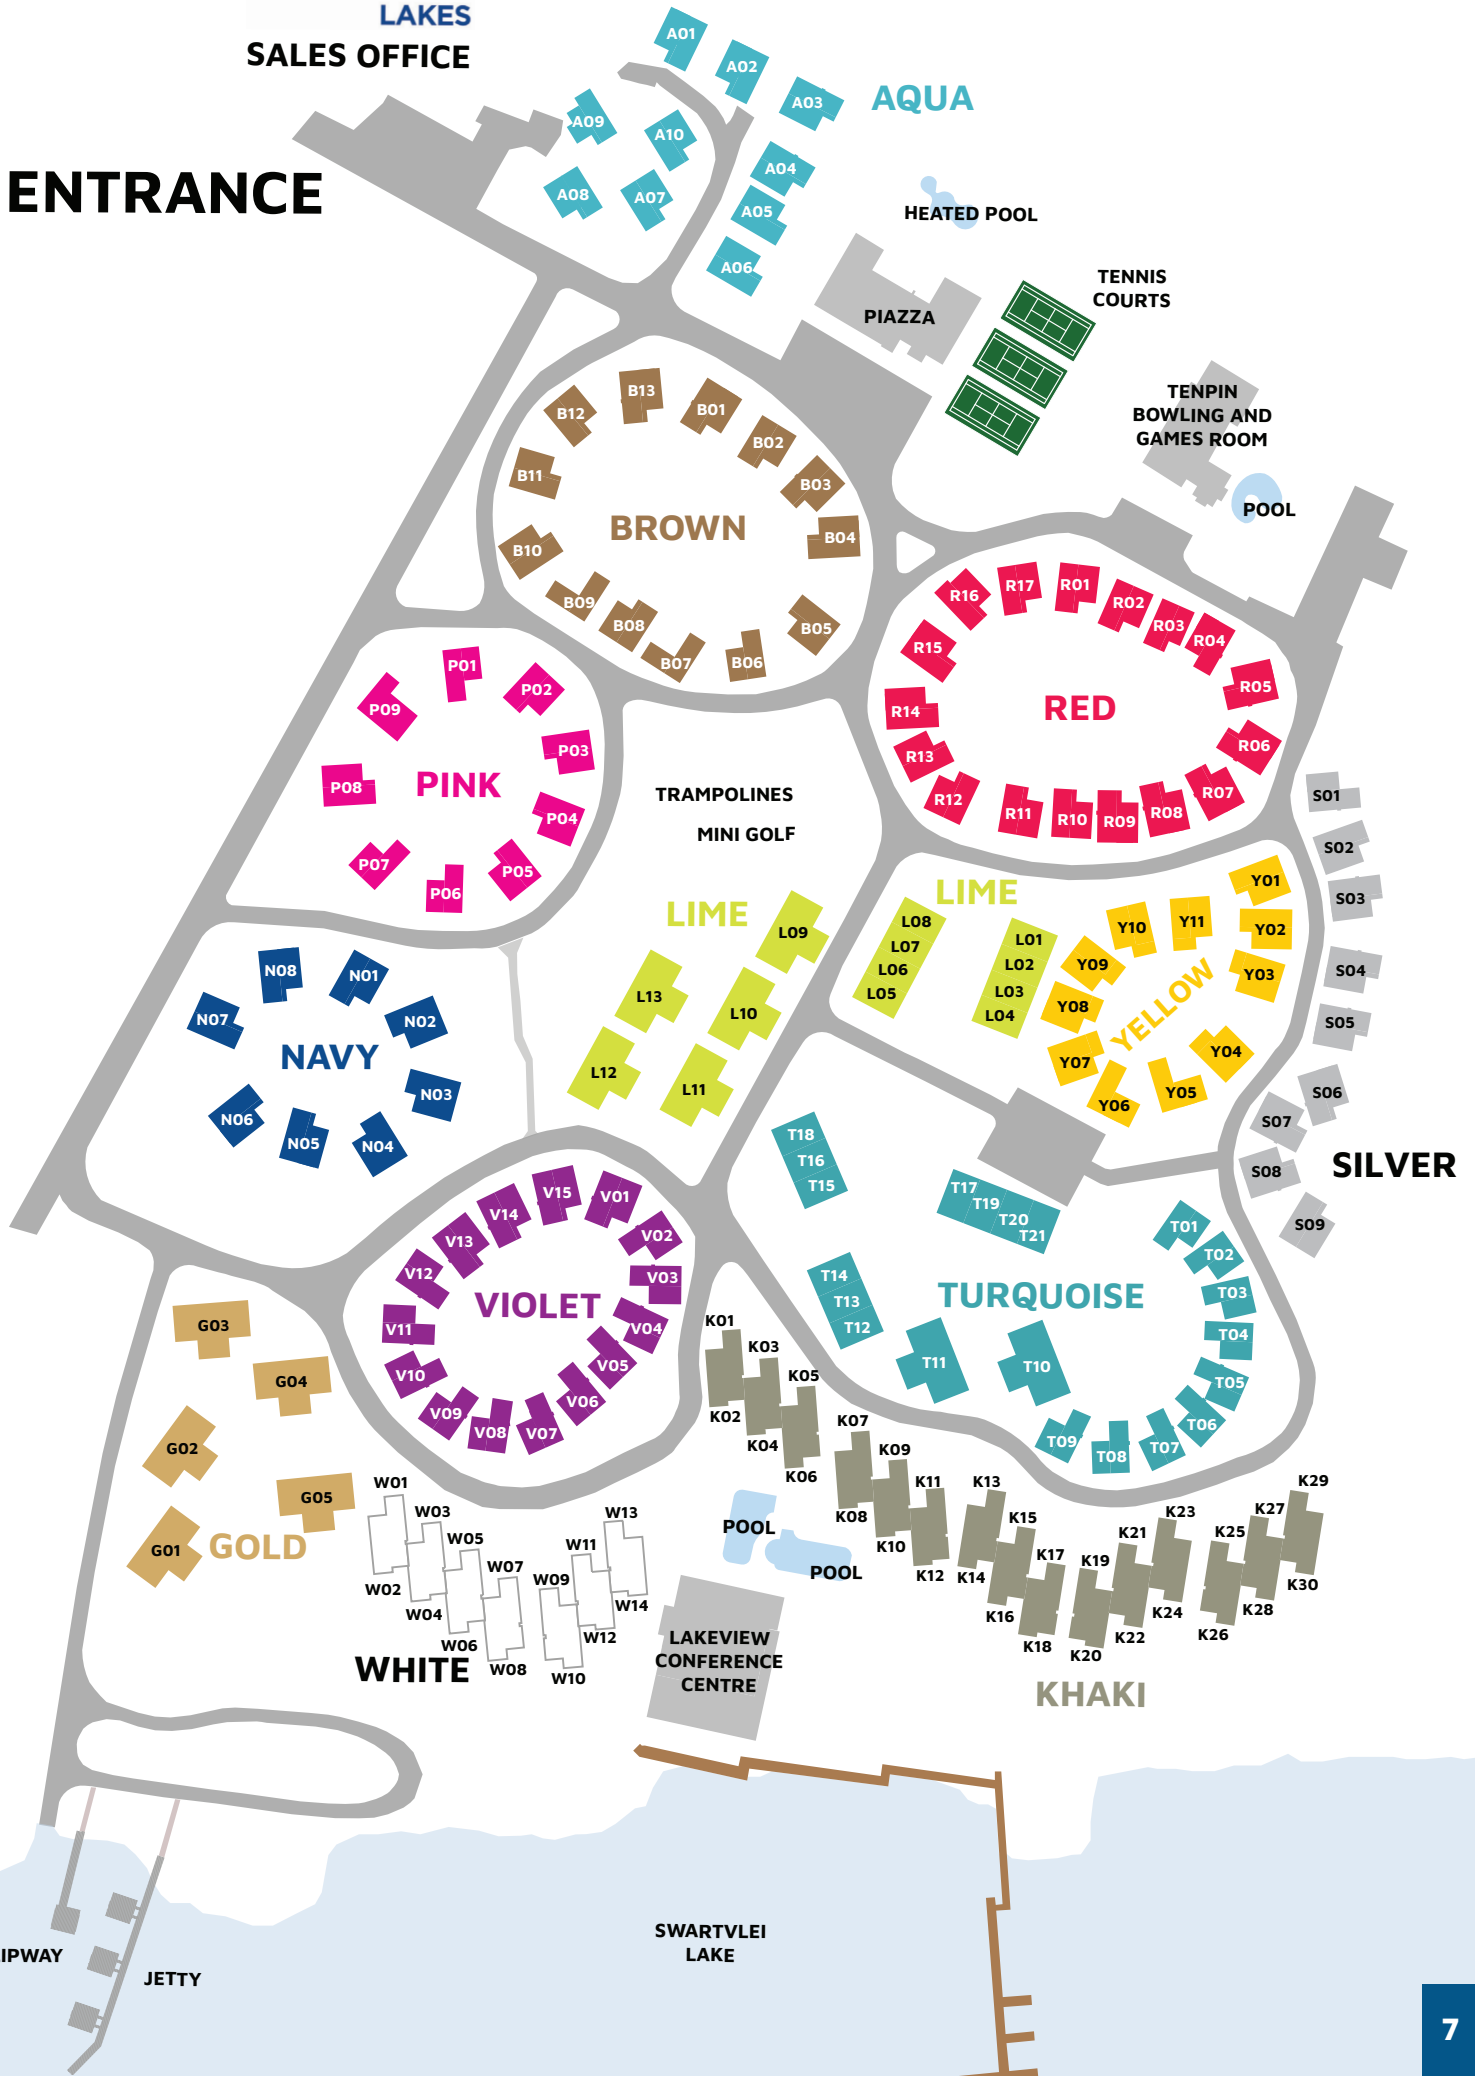 LAKES
SALES OFFICE
ENTRANCE
A01
A02
A03
AQUA
A09
A10
A04
A08
A07
A05
A06
HEATED POOL
TENNIS
COURTS
PIAZZA
TENPIN
BOWLING AND
GAMES ROOM
POOL
B13
B12
B01
B02
B11
B03
BROWN
B04
B10
B09
B08
B05
B07
B06
R17
R01
R16
R02
R03
R04
R15
R05
R14
RED
R06
R13
R12
R07
R11
R10
R09
R08
P01
P02
P09
P03
P08
PINK
P04
P07
P05
P06
TRAMPOLINES
MINI GOLF
S01
S02
S03
S04
S05
S06
S07
S08
S09
SILVER
LIME
L09
L13
L10
L12
L11
LIME
L08
L07
L06
L05
L01
L02
L03
L04
Y01
Y11
Y10
Y02
Y09
Y03
Y08
YELLOW
Y04
Y07
Y05
Y06
N08
N01
N07
N02
NAVY
N03
N06
N05
N04
T18
T16
T15
T17
T19
T20
T21
T01
T02
T03
T04
T05
T06
T07
T08
T09
T10
T11
T14
T13
T12
TURQUOISE
V15
V01
V14
V02
V13
V03
V12
VIOLET
V04
V11
V05
V10
V06
V09
V08
V07
G03
G04
G02
G05
G01
GOLD
K01
K03
K05
K02
K04
K06
K07
K09
K11
K08
K10
K12
K13
K15
K17
K14
K16
K18
K19
K21
K23
K20
K22
K24
K25
K27
K29
K26
K28
K30
KHAKI
W01
W03
W05
W07
W02
W04
W06
W08
W09
W11
W13
W10
W12
W14
WHITE
POOL
POOL
LAKEVIEW
CONFERENCE
CENTRE
SWARTVLEI
LAKE
IPWAY
JETTY
7